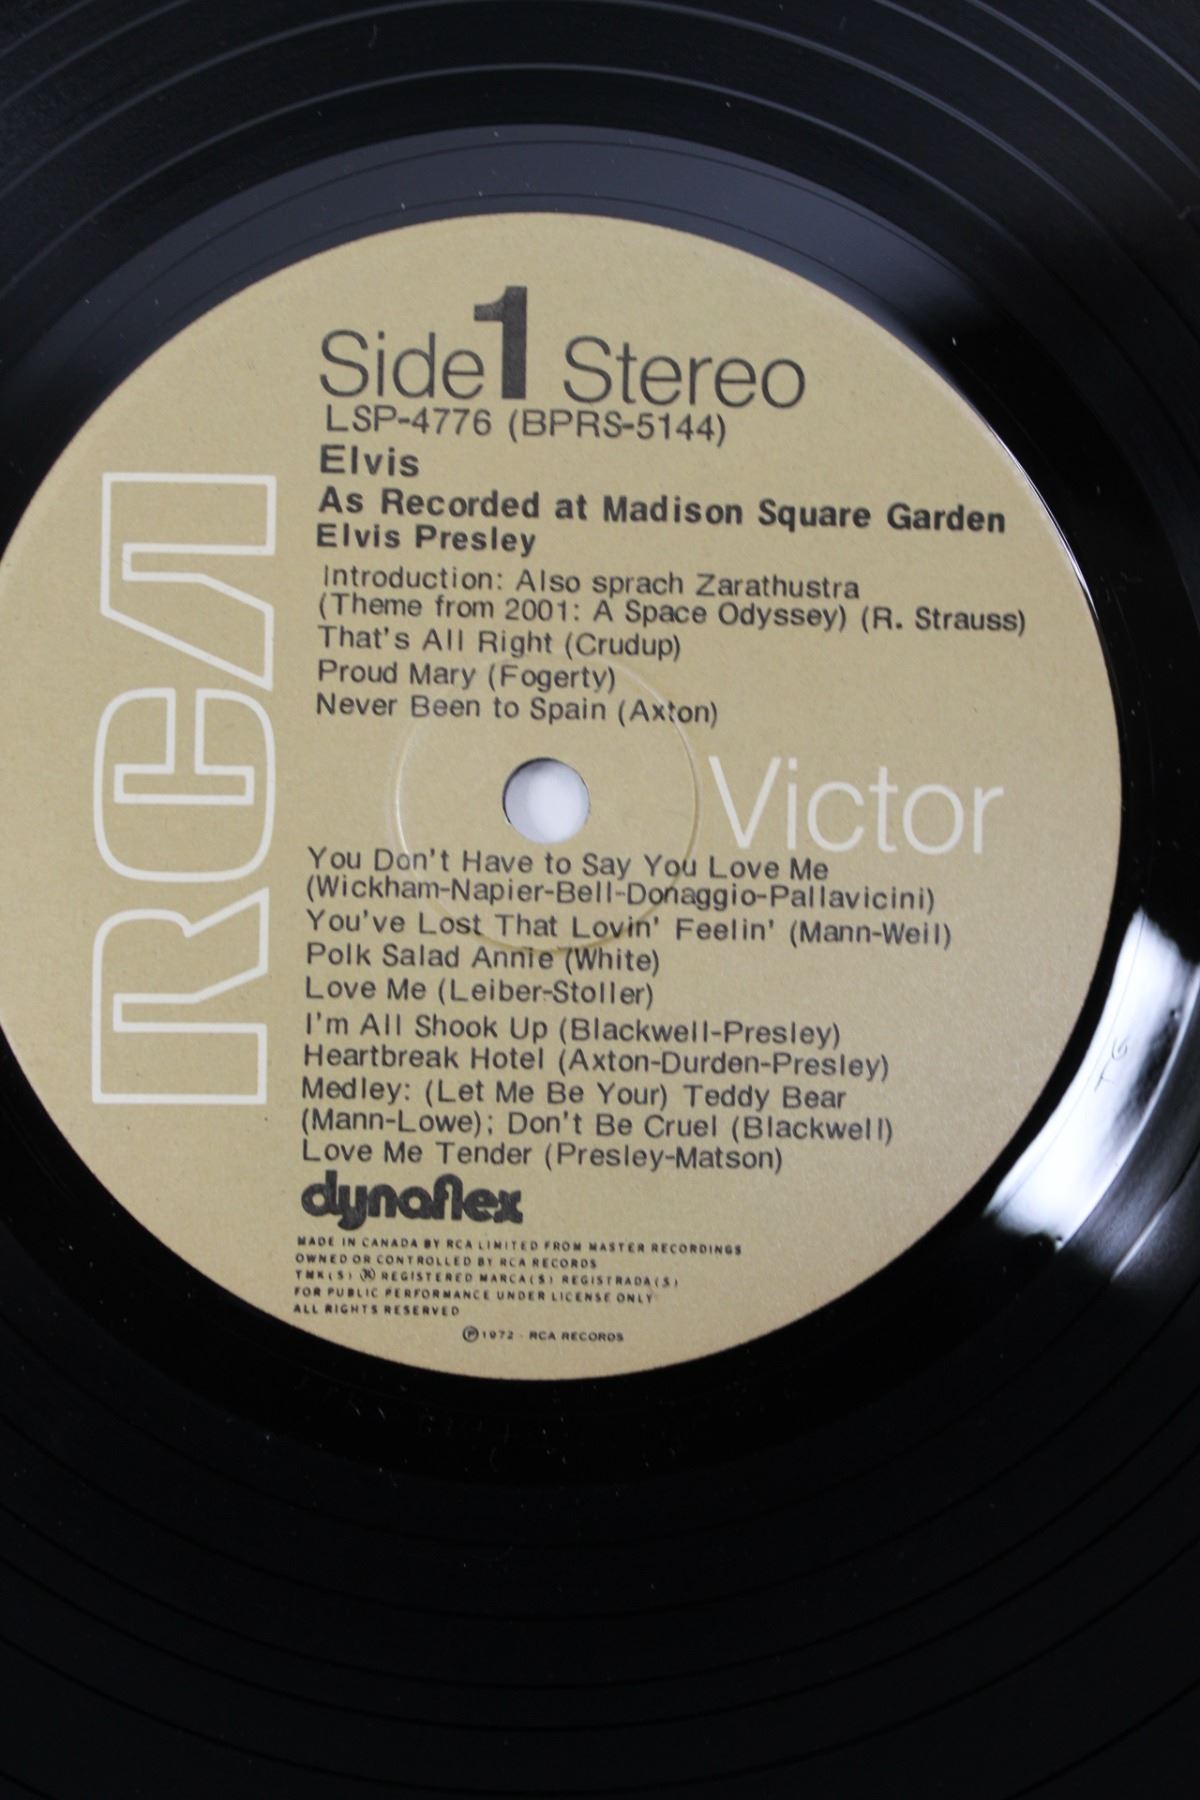 Side 1 Stereo
LSP-4776 (BPRS-5144)
Elvis
As Recorded at Madison Square Garden
Elvis Presley
Introduction: Also sprach Zarathustra
(Theme from 2001: A Space Odyssey) (R. Strauss)
That's All Right (Crudup)
Proud Mary (Fogerty)
Never Been to Spain (Axton)
RCA
Victor
You Don't Have to Say You Love Me
(Wickham-Napier-Bell-Donaggio-Pallavicini)
You've Lost That Lovin' Feelin' (Mann-Weil)
Polk Salad Annie (White)
Love Me (Leiber-Stoller)
I'm All Shook Up (Blackwell-Presley)
Heartbreak Hotel (Axton-Durden-Presley)
Medley: (Let Me Be Your) Teddy Bear
(Mann-Lowe); Don't Be Cruel (Blackwell)
Love Me Tender (Presley-Matson)
dynaflex
MADE IN CANADA BY RCA LIMITED FROM MASTER RECORDINGS
OWNED OR CONTROLLED BY RCA RECORDS
TMK(S) ® REGISTERED MARCA(S) REGISTRADA(S)
FOR PUBLIC PERFORMANCE UNDER LICENSE ONLY
ALL RIGHTS RESERVED
℗ 1972 - RCA RECORDS
TG